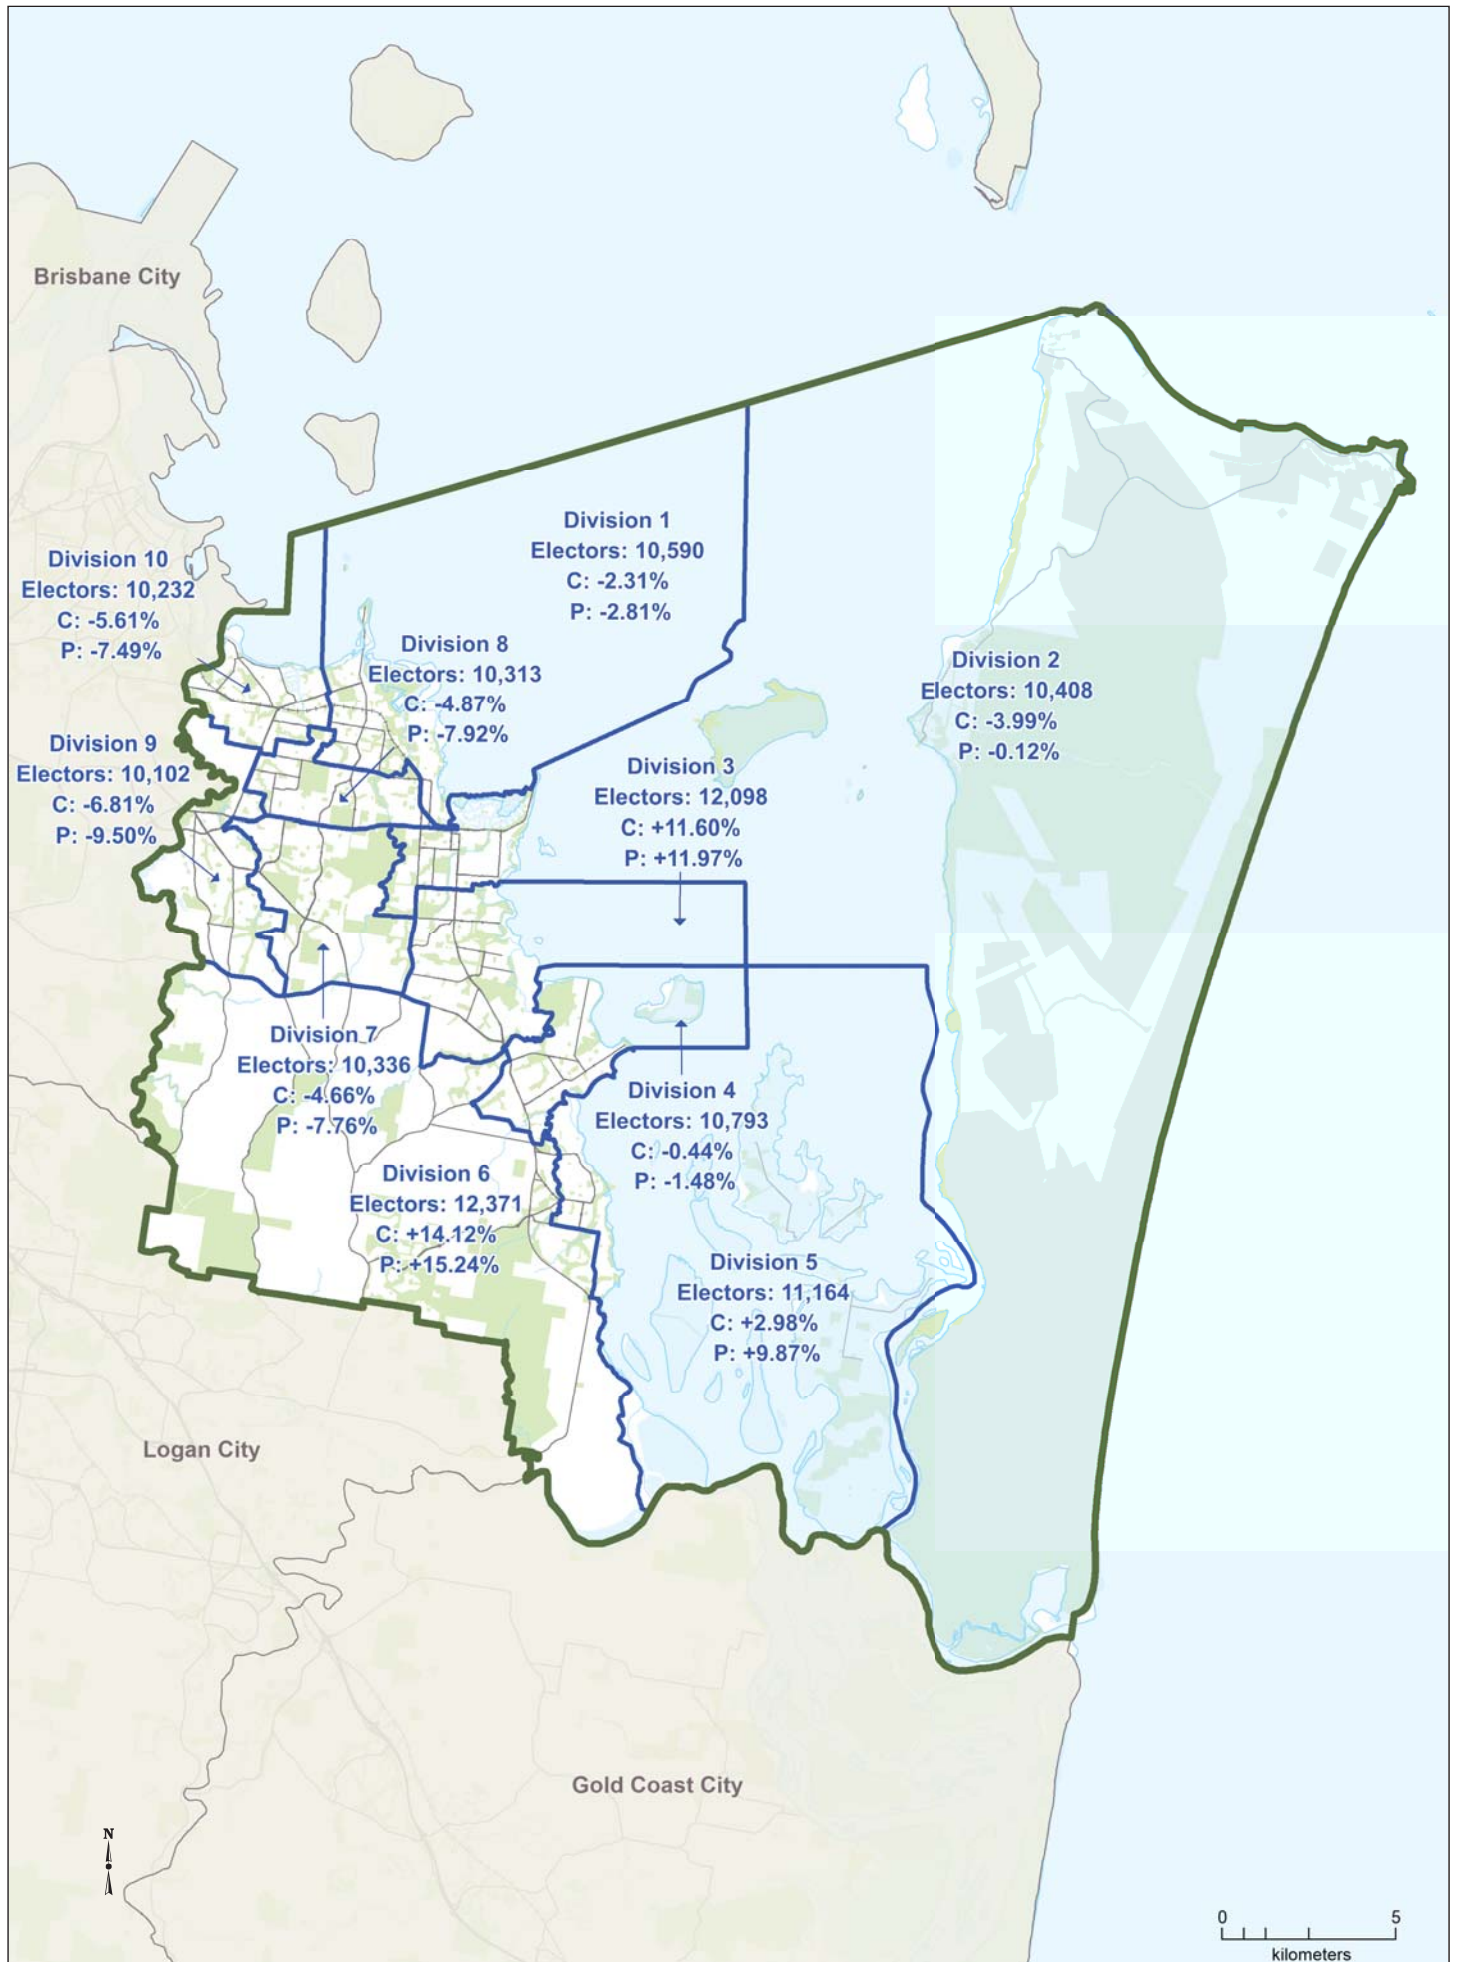 Brisbane City
Division 1
Electors: 10,590
C: -2.31%
P: -2.81%
Division 10
Electors: 10,232
C: -5.61%
P: -7.49%
Division 8
Electors: 10,313
C: -4.87%
P: -7.92%
Division 2
Electors: 10,408
C: -3.99%
P: -0.12%
Division 9
Electors: 10,102
C: -6.81%
P: -9.50%
Division 3
Electors: 12,098
C: +11.60%
P: +11.97%
Division 7
Electors: 10,336
C: -4.66%
P: -7.76%
Division 4
Electors: 10,793
C: -0.44%
P: -1.48%
Division 6
Electors: 12,371
C: +14.12%
P: +15.24%
Division 5
Electors: 11,164
C: +2.98%
P: +9.87%
Logan City
Gold Coast City
N
0 5
kilometers